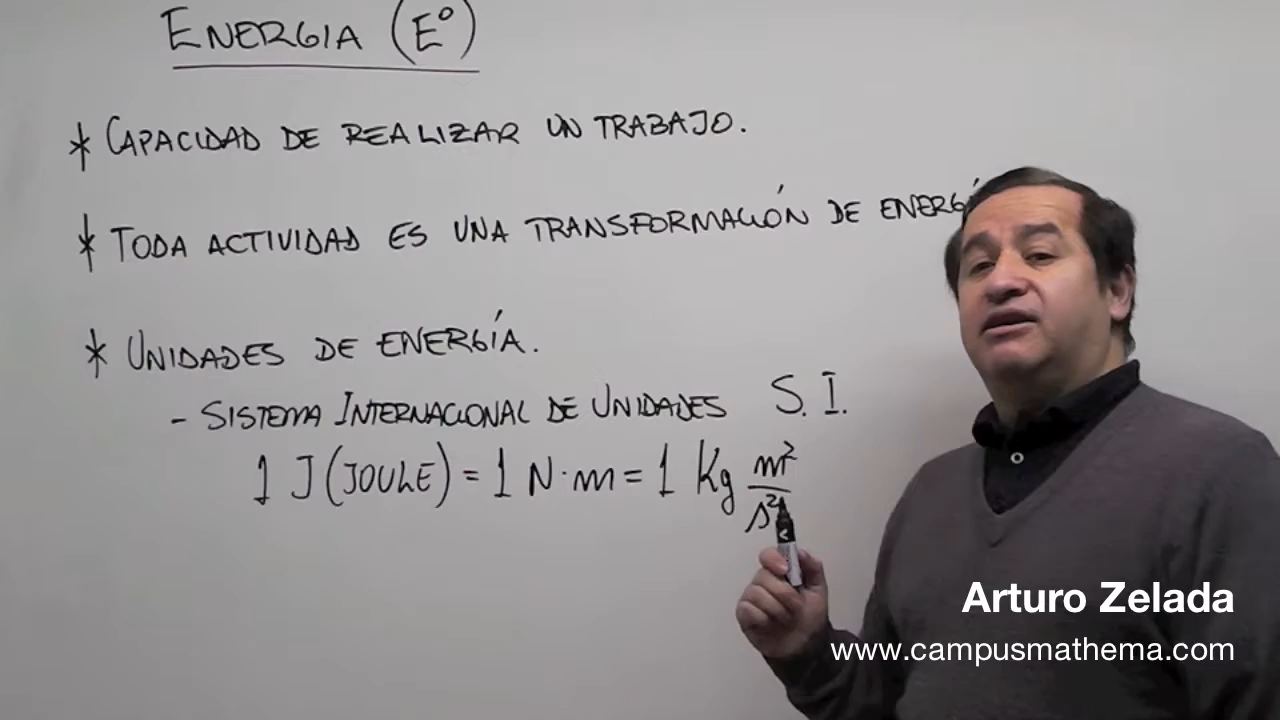 ENERGIA (E°)
* CAPACIDAD DE REALIZAR UN TRABAJO.
* TODA ACTIVIDAD ES UNA TRANSFORMACIÓN DE ENERGÍ
* UNIDADES DE ENERGÍA.
- SISTEMA INTERNACIONAL DE UNIDADES S. I.
1 J (JOULE) = 1 N·m = 1 Kg m²/s²
Arturo Zelada
www.campusmathema.com